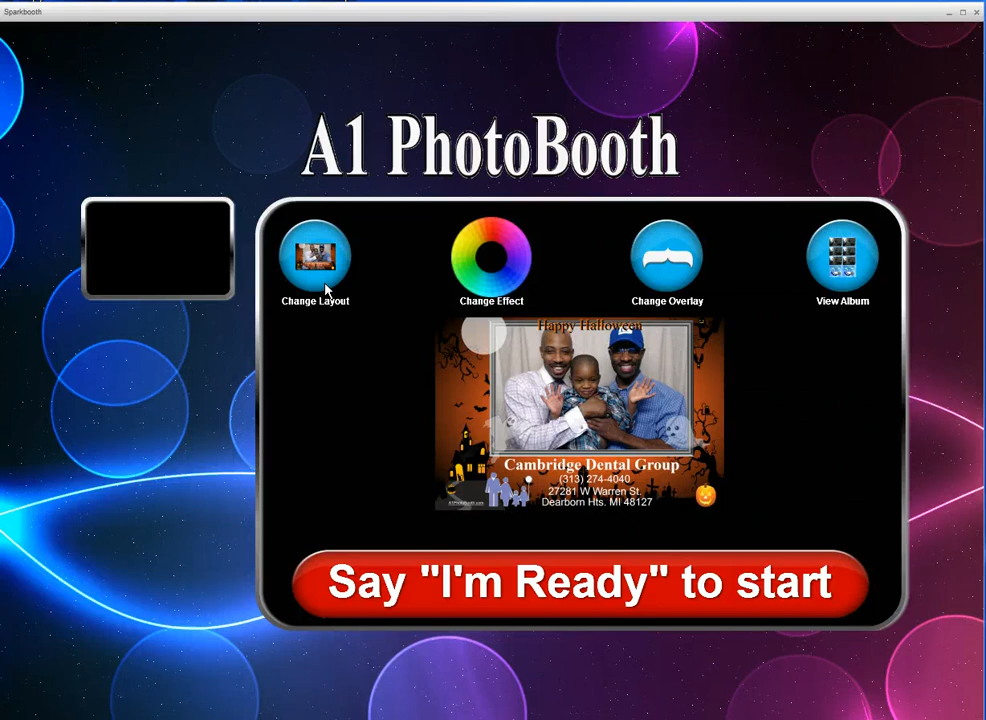 Sparkbooth
A1 PhotoBooth
Change Layout
Change Effect
Change Overlay
View Album
Happy Halloween
Cambridge Dental Group
(313) 274-4040
27281 W Warren St.
Dearborn Hts. MI 48127
Say "I'm Ready" to start